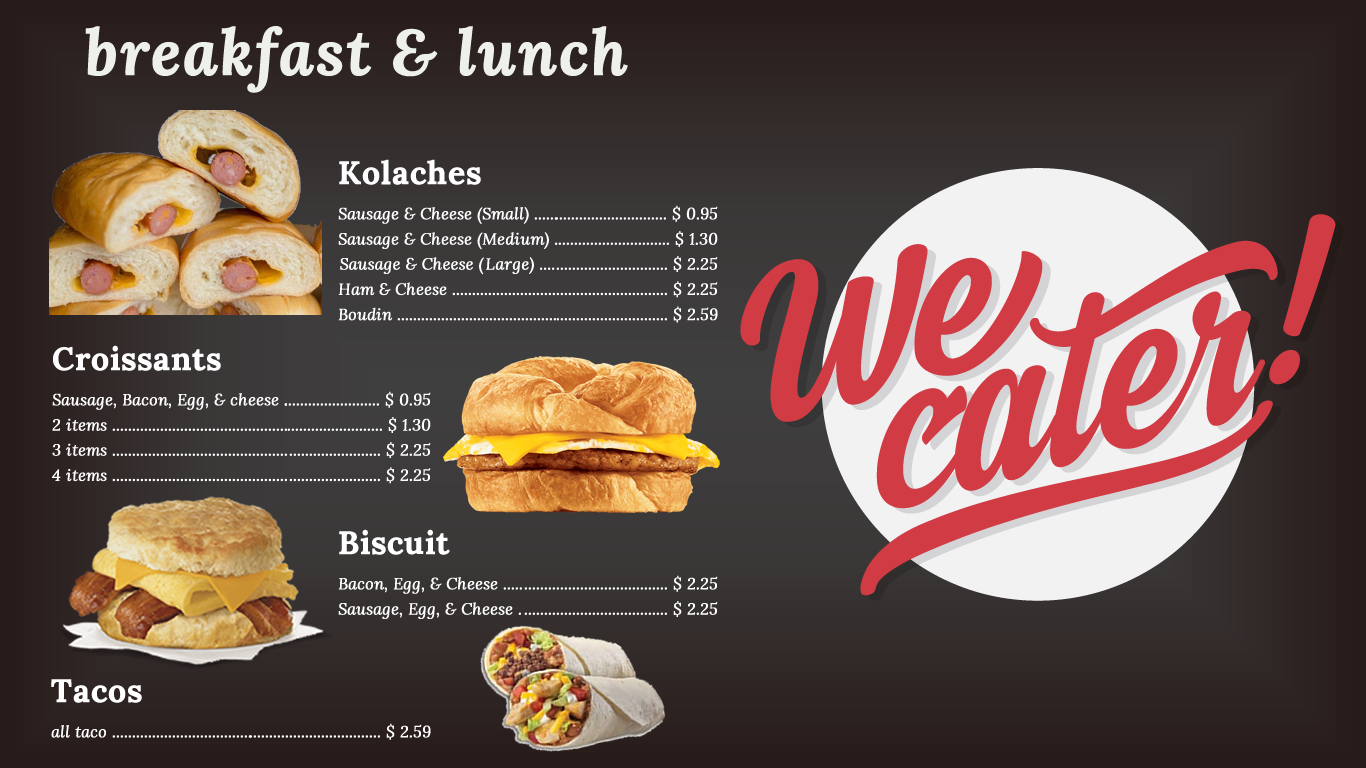 breakfast & lunch
Kolaches
Sausage & Cheese (Small) ................................ $ 0.95
Sausage & Cheese (Medium) ............................ $ 1.30
Sausage & Cheese (Large) ............................... $ 2.25
Ham & Cheese .................................................... $ 2.25
Boudin ................................................................. $ 2.59
Croissants
Sausage, Bacon, Egg, & cheese ....................... $ 0.95
2 items ................................................................. $ 1.30
3 items ................................................................. $ 2.25
4 items ................................................................. $ 2.25
Biscuit
Bacon, Egg, & Cheese ........................................ $ 2.25
Sausage, Egg, & Cheese .................................... $ 2.25
Tacos
all taco ................................................................. $ 2.59
We
cater!